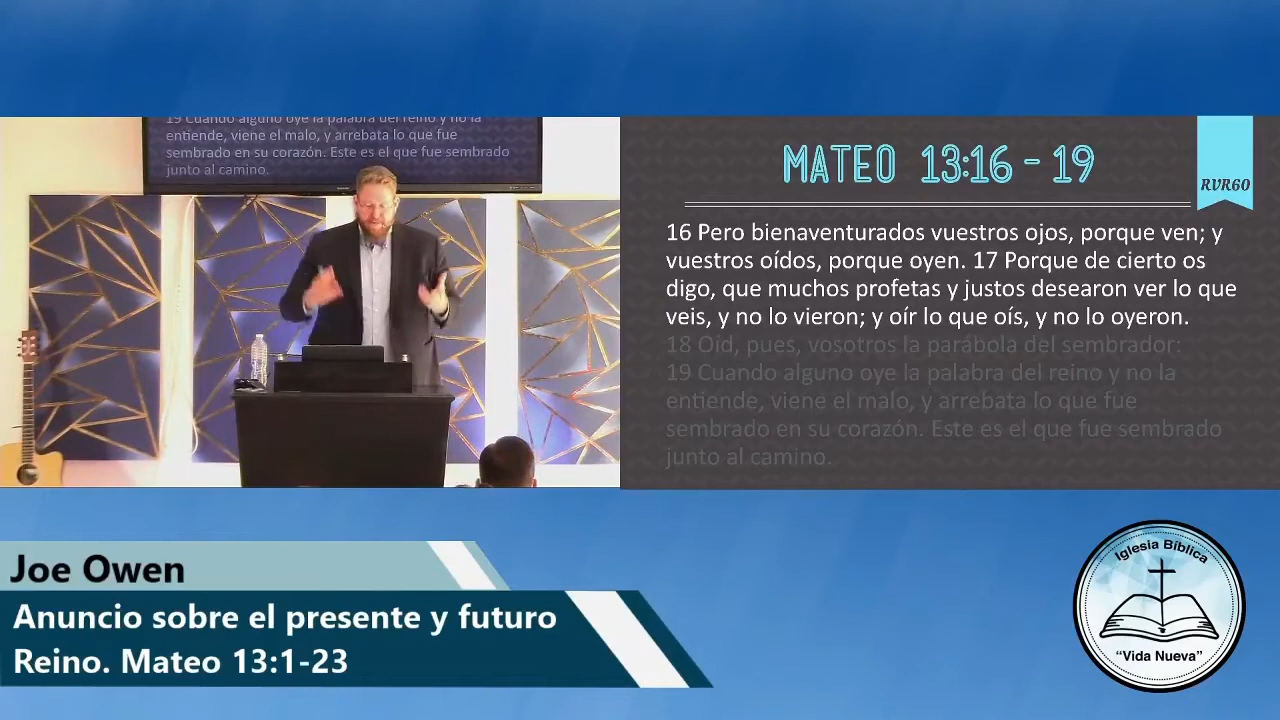 19 Cuando alguno oye la palabra del reino y no la
entiende, viene el malo, y arrebata lo que fue
sembrado en su corazón. Este es el que fue sembrado
junto al camino.
MATEO 13:16 - 19
RVR60
16 Pero bienaventurados vuestros ojos, porque ven; y
vuestros oídos, porque oyen. 17 Porque de cierto os
digo, que muchos profetas y justos desearon ver lo que
veis, y no lo vieron; y oír lo que oís, y no lo oyeron.
18 Oíd, pues, vosotros la parábola del sembrador:
19 Cuando alguno oye la palabra del reino y no la
entiende, viene el malo, y arrebata lo que fue
sembrado en su corazón. Este es el que fue sembrado
junto al camino.
Joe Owen
Anuncio sobre el presente y futuro
Reino. Mateo 13:1-23
Iglesia Bíblica
“Vida Nueva”